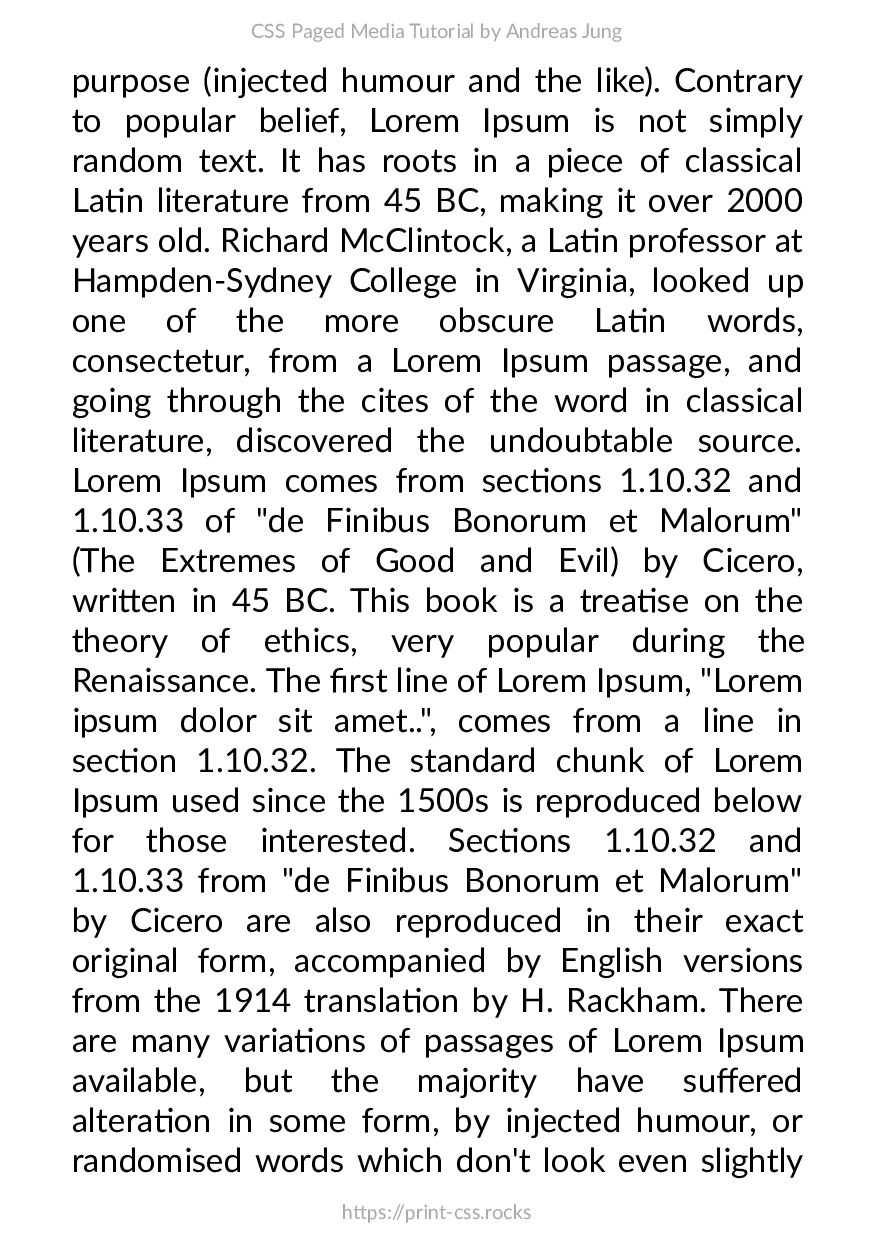 CSS Paged Media Tutorial by Andreas Jung
purpose (injected humour and the like). Contrary
to popular belief, Lorem Ipsum is not simply
random text. It has roots in a piece of classical
Latin literature from 45 BC, making it over 2000
years old. Richard McClintock, a Latin professor at
Hampden-Sydney College in Virginia, looked up
one of the more obscure Latin words,
consectetur, from a Lorem Ipsum passage, and
going through the cites of the word in classical
literature, discovered the undoubtable source.
Lorem Ipsum comes from sections 1.10.32 and
1.10.33 of "de Finibus Bonorum et Malorum"
(The Extremes of Good and Evil) by Cicero,
written in 45 BC. This book is a treatise on the
theory of ethics, very popular during the
Renaissance. The first line of Lorem Ipsum, "Lorem
ipsum dolor sit amet..", comes from a line in
section 1.10.32. The standard chunk of Lorem
Ipsum used since the 1500s is reproduced below
for those interested. Sections 1.10.32 and
1.10.33 from "de Finibus Bonorum et Malorum"
by Cicero are also reproduced in their exact
original form, accompanied by English versions
from the 1914 translation by H. Rackham. There
are many variations of passages of Lorem Ipsum
available, but the majority have suffered
alteration in some form, by injected humour, or
randomised words which don't look even slightly
https://print-css.rocks